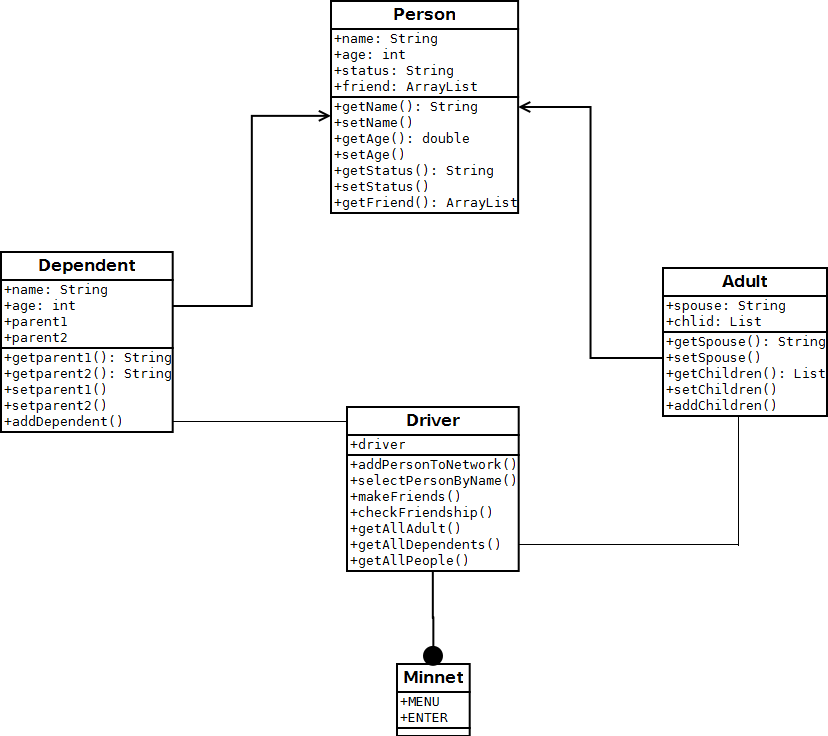 Person
+name: String
+age: int
+status: String
+friend: ArrayList
+getName(): String
+setName()
+getAge(): double
+setAge()
+getStatus(): String
+setStatus()
+getFriend(): ArrayList
Dependent
+name: String
+age: int
+parent1
+parent2
+getparent1(): String
+getparent2(): String
+setparent1()
+setparent2()
+addDependent()
Adult
+spouse: String
+chlid: List
+getSpouse(): String
+setSpouse()
+getChildren(): List
+setChildren()
+addChildren()
Driver
+driver
+addPersonToNetwork()
+selectPersonByName()
+makeFriends()
+checkFriendship()
+getAllAdult()
+getAllDependents()
+getAllPeople()
Minnet
+MENU
+ENTER